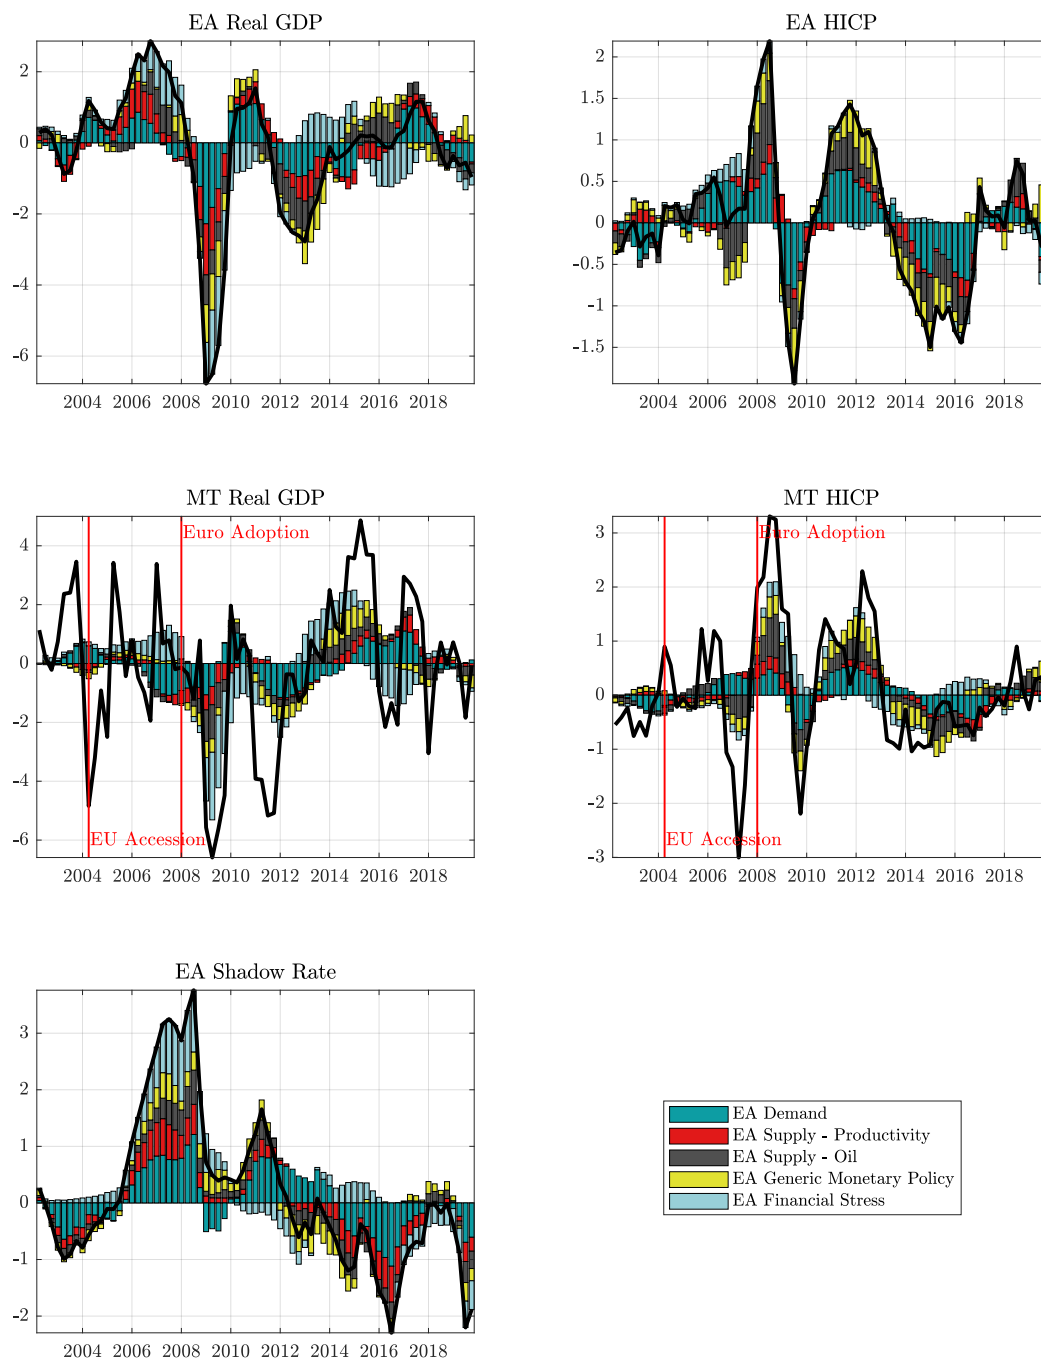 EA Real GDP
2
0
-2
-4
-6
2004 2006 2008 2010 2012 2014 2016 2018
EA HICP
2
1.5
1
0.5
0
-0.5
-1
-1.5
2004 2006 2008 2010 2012 2014 2016 2018
MT Real GDP
4
2
0
-2
-4
-6
Euro Adoption
EU Accession
2004 2006 2008 2010 2012 2014 2016 2018
MT HICP
3
2
1
0
-1
-2
-3
Euro Adoption
EU Accession
2004 2006 2008 2010 2012 2014 2016 2018
EA Shadow Rate
3
2
1
0
-1
-2
2004 2006 2008 2010 2012 2014 2016 2018
EA Demand
EA Supply - Productivity
EA Supply - Oil
EA Generic Monetary Policy
EA Financial Stress